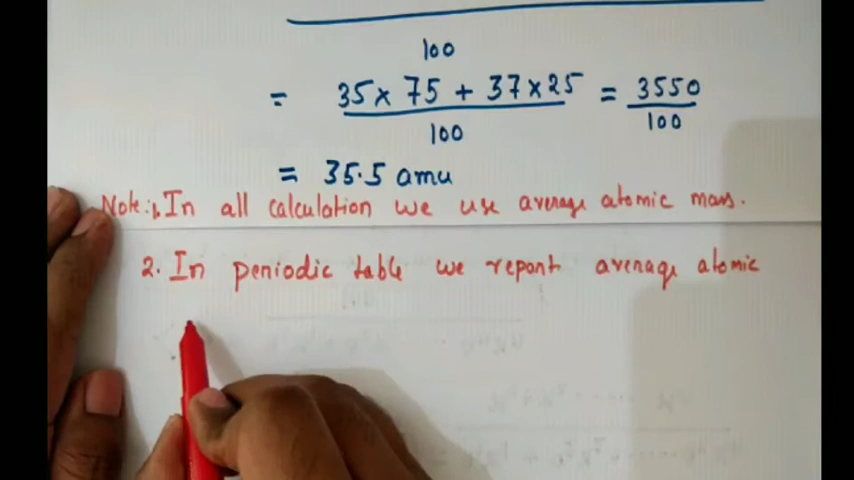 100
= 35 x 75 + 37 x 25 = 3550
100 100
= 35.5 amu
Note:1, In all calculation we use average atomic mass.
2. In periodic table we report average atomic